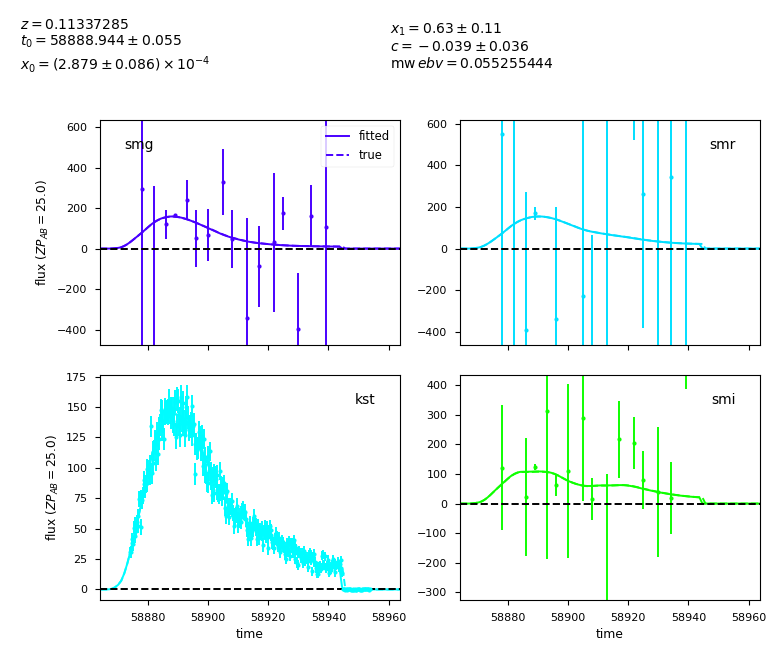 z = 0.11337285
t₀ = 58888.944 ± 0.055
x₀ = (2.879 ± 0.086) × 10⁻⁴
x₁ = 0.63 ± 0.11
c = −0.039 ± 0.036
mw ebv = 0.055255444
smg
fitted
true
600
400
200
0
−200
−400
flux (ZP_AB = 25.0)
smr
600
400
200
0
−200
−400
kst
175
150
125
100
75
50
25
0
flux (ZP_AB = 25.0)
58880 58900 58920 58940 58960
time
smi
400
300
200
100
0
−100
−200
−300
58880 58900 58920 58940 58960
time